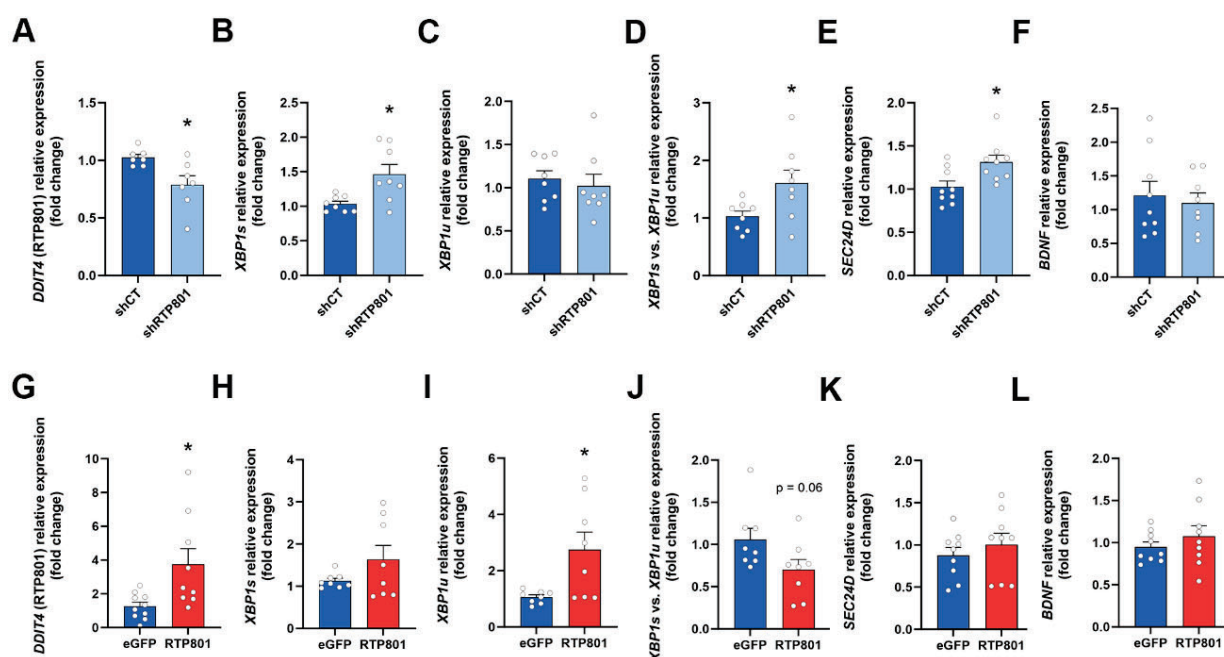 A
B
C
D
E
F
DDIT4 (RTP801) relative expression
(fold change)
1.5
1.0
0.5
0.0
*
shCT
shRTP801
XBP1s relative expression
(fold change)
2.5
2.0
1.5
1.0
0.5
0.0
*
shCT
shRTP801
XBP1u relative expression
(fold change)
2.0
1.5
1.0
0.5
0.0
shCT
shRTP801
XBP1s vs. XBP1u relative expression
(fold change)
3
2
1
0
*
shCT
shRTP801
SEC24D relative expression
(fold change)
2.0
1.5
1.0
0.5
0.0
*
shCT
shRTP801
BDNF relative expression
(fold change)
2.5
2.0
1.5
1.0
0.5
0.0
shCT
shRTP801
G
H
I
J
K
L
DDIT4 (RTP801) relative expression
(fold change)
10
8
6
4
2
0
*
eGFP RTP801
XBP1s relative expression
(fold change)
4
3
2
1
0
eGFP RTP801
XBP1u relative expression
(fold change)
6
4
2
0
*
eGFP RTP801
XBP1s vs. XBP1u relative expression
(fold change)
2.0
1.5
1.0
0.5
0.0
p = 0.06
eGFP RTP801
SEC24D relative expression
(fold change)
2.0
1.5
1.0
0.5
0.0
eGFP RTP801
BDNF relative expression
(fold change)
2.0
1.5
1.0
0.5
0.0
eGFP RTP801